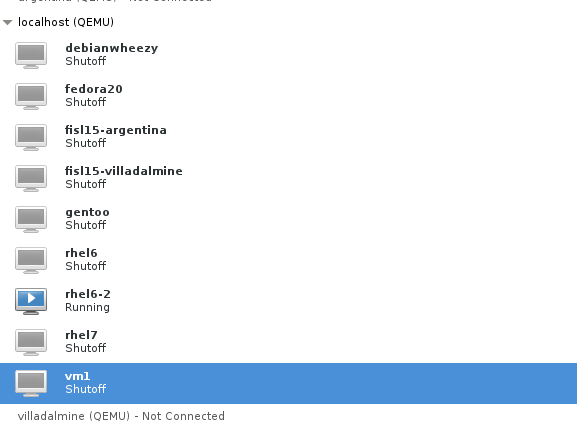 argentina (QEMU) - Not Connected
localhost (QEMU)
debianwheezy
Shutoff
fedora20
Shutoff
fisl15-argentina
Shutoff
fisl15-villadalmine
Shutoff
gentoo
Shutoff
rhel6
Shutoff
rhel6-2
Running
rhel7
Shutoff
vm1
Shutoff
villadalmine (QEMU) - Not Connected